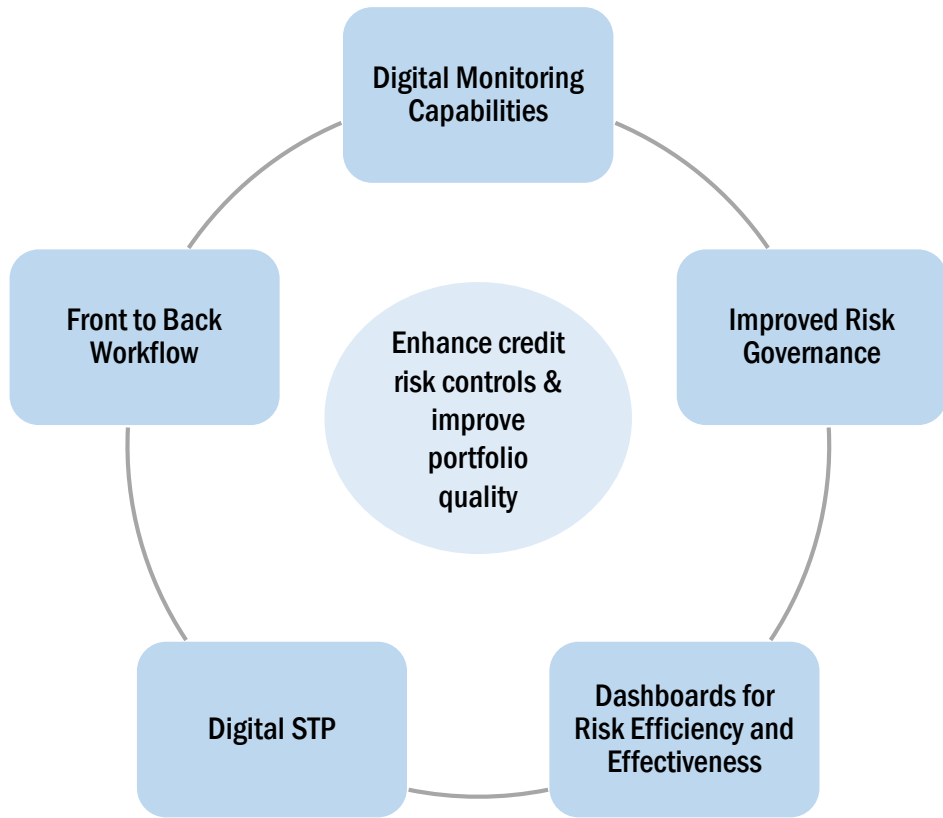 Digital Monitoring
Capabilities
Front to Back
Workflow
Improved Risk
Governance
Enhance credit
risk controls &
improve
portfolio
quality
Digital STP
Dashboards for
Risk Efficiency and
Effectiveness